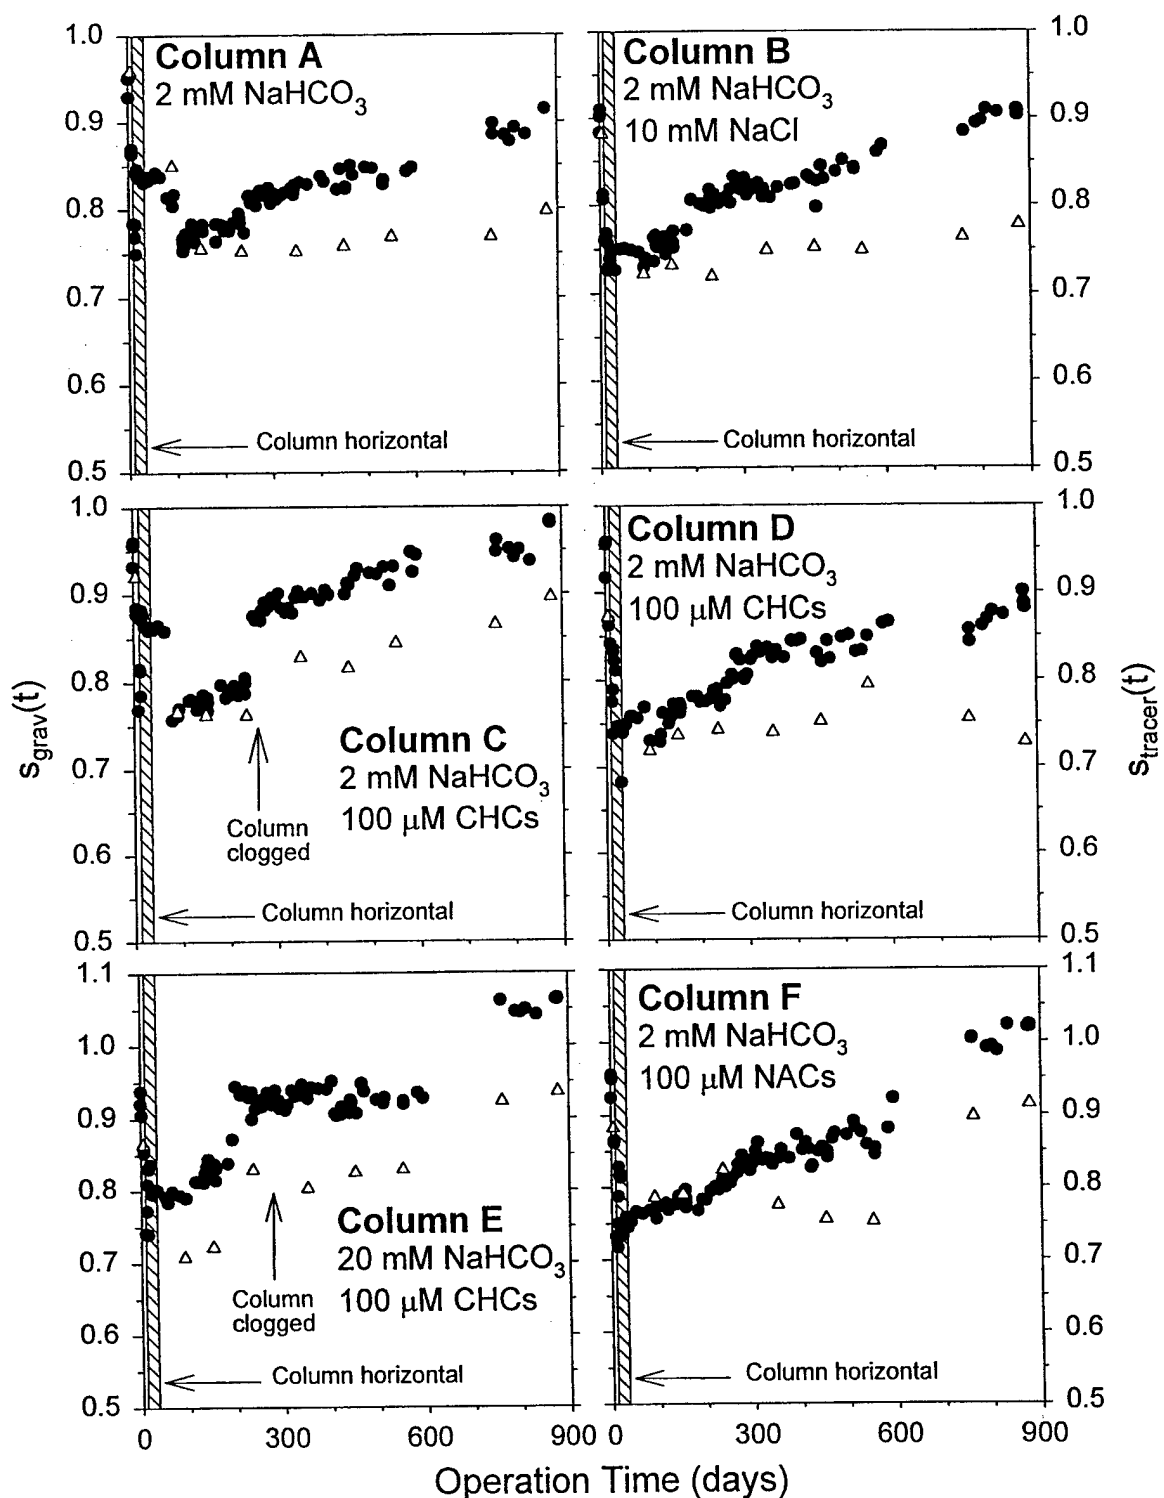 Column A
2 mM NaHCO₃
Column horizontal
1.0
0.9
0.8
0.7
0.6
0.5
Column B
2 mM NaHCO₃
10 mM NaCl
Column horizontal
1.0
0.9
0.8
0.7
0.6
0.5
s_grav(t)
1.0
0.9
0.8
0.7
0.6
0.5
Column C
2 mM NaHCO₃
100 μM CHCs
Column
clogged
Column horizontal
Column D
2 mM NaHCO₃
100 μM CHCs
Column horizontal
1.0
0.9
0.8
0.7
0.6
0.5
s_tracer(t)
1.1
1.0
0.9
0.8
0.7
0.6
0.5
Column E
20 mM NaHCO₃
100 μM CHCs
Column
clogged
Column horizontal
Column F
2 mM NaHCO₃
100 μM NACs
Column horizontal
1.1
1.0
0.9
0.8
0.7
0.6
0.5
0 300 600 900 0 300 600 900
Operation Time (days)